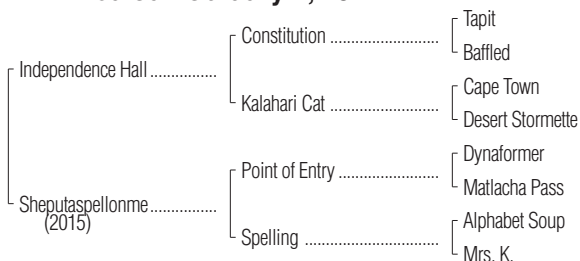 Tapit
Constitution ..........................
Baffled
Independence Hall ................
Cape Town
Kalahari Cat ..........................
Desert Stormette
Dynaformer
Point of Entry ........................
Matlacha Pass
Sheputaspellonme ................
(2015)
Alphabet Soup
Spelling ................................
Mrs. K.